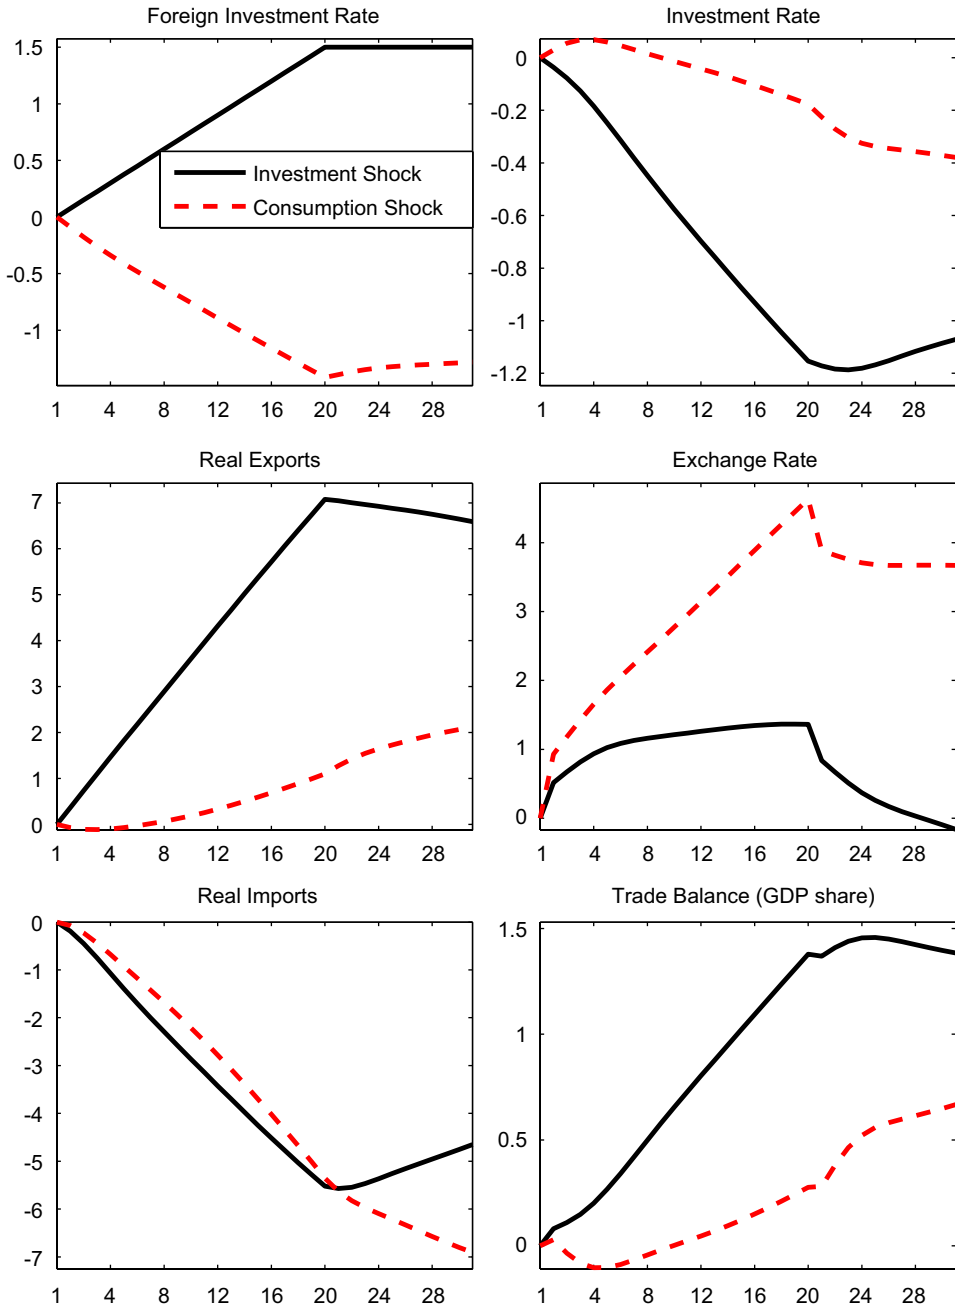 Foreign Investment Rate
1.5
1
0.5
0
-0.5
-1
1 4 8 12 16 20 24 28
Investment Shock
Consumption Shock
Investment Rate
0
-0.2
-0.4
-0.6
-0.8
-1
-1.2
1 4 8 12 16 20 24 28
Real Exports
7
6
5
4
3
2
1
0
1 4 8 12 16 20 24 28
Exchange Rate
4
3
2
1
0
1 4 8 12 16 20 24 28
Real Imports
0
-1
-2
-3
-4
-5
-6
-7
1 4 8 12 16 20 24 28
Trade Balance (GDP share)
1.5
1
0.5
0
1 4 8 12 16 20 24 28